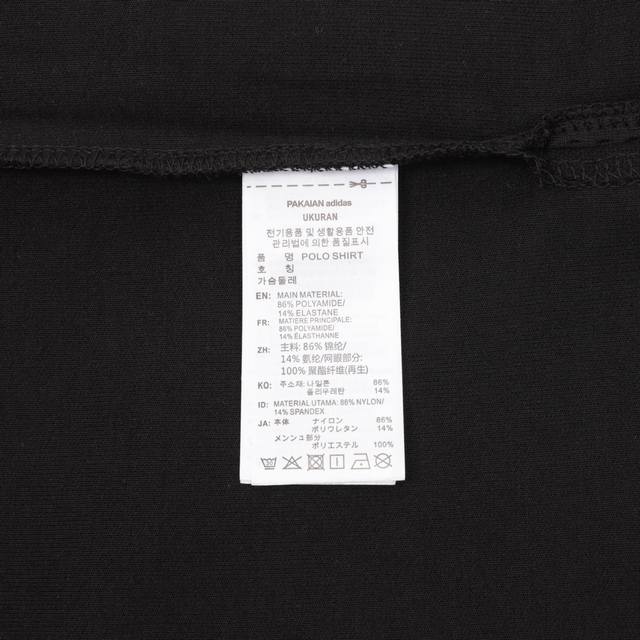 PAKAIAN adidas
UKURAN
전기용품 및 생활용품 안전
관리법에 의한 품질표시
품 명 POLO SHIRT
호 칭
가슴둘레
EN: MAIN MATERIAL:
86% POLYAMIDE/
14% ELASTANE
FR: MATIERE PRINCIPALE:
86% POLYAMIDE/
14% ELASTHANNE
ZH: 主料: 86% 锦纶/
14% 氨纶/网眼部分:
100% 聚酯纤维(再生)
KO: 주소재: 나일론 86%
폴리우레탄 14%
ID: MATERIAL UTAMA: 86% NYLON/
14% SPANDEX
JA: 本体 ナイロン 86%
ポリウレタン 14%
メンシュ部分
ポリエステル 100%